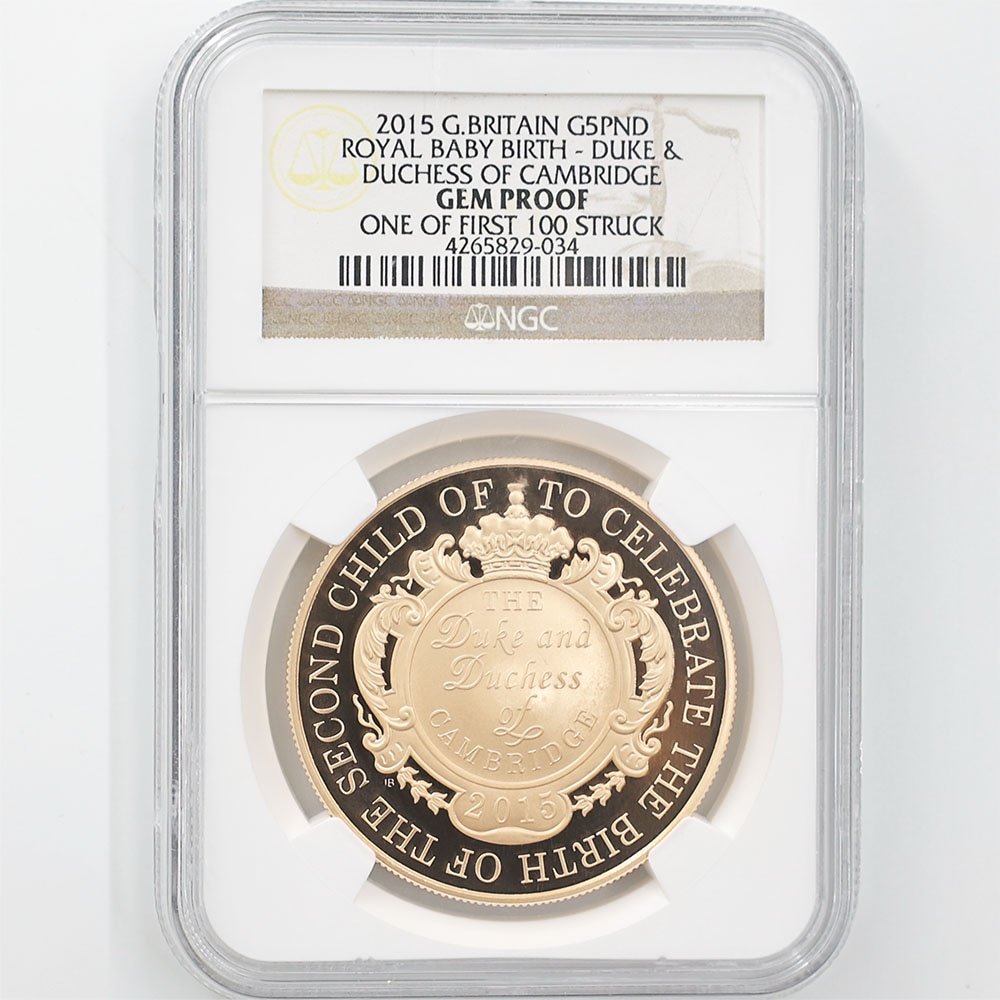 2015 G.BRITAIN G5PND
ROYAL BABY BIRTH - DUKE &
DUCHESS OF CAMBRIDGE
GEM PROOF
ONE OF FIRST 100 STRUCK
4265829-034
NGC
TO CELEBRATE THE BIRTH OF THE SECOND CHILD OF
THE
Duke and
Duchess
of
CAMBRIDGE
2015
IB